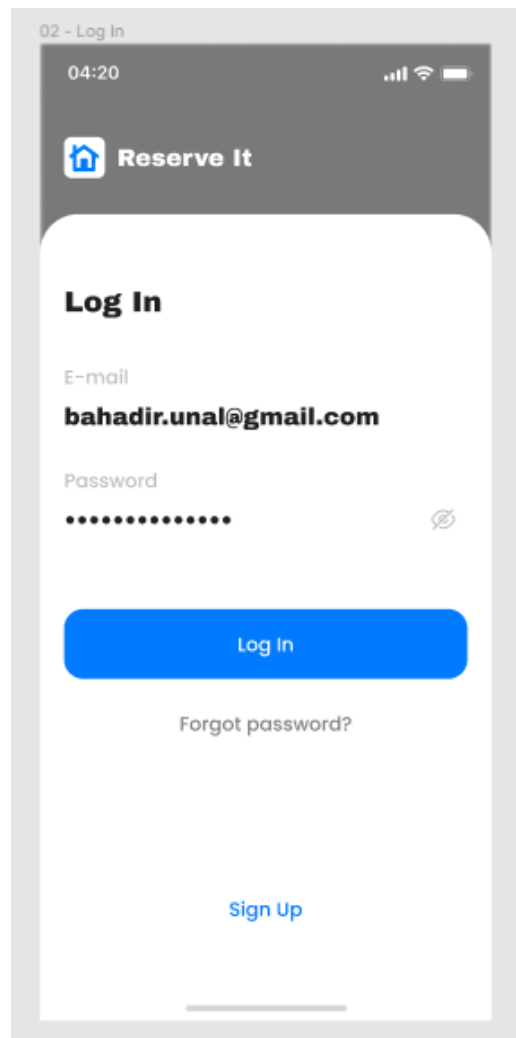 02 - Log In
04:20
Reserve It
Log In
E-mail
bahadir.unal@gmail.com
Password
••••••••••••••
Log In
Forgot password?
Sign Up